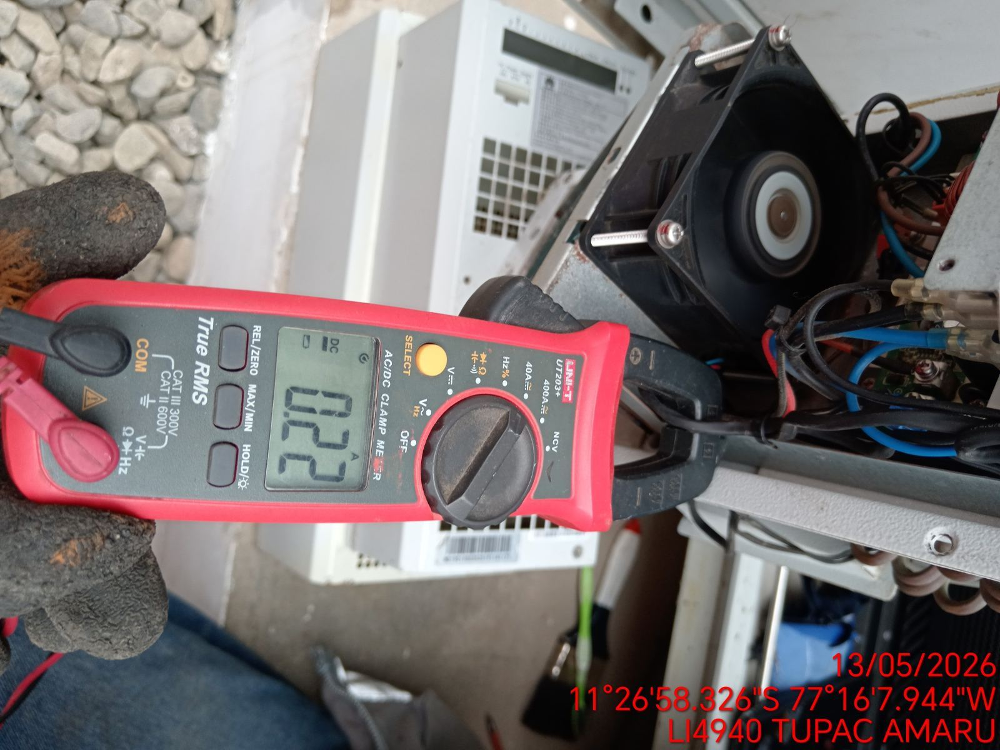 UNI-T
UT203+
NCV
400A
40A
Hz%
Ω
V
V~
Hz
OFF
SELECT
AC/DC CLAMP METER
DC
A
0.22
REL/ZERO
MAX/MIN
HOLD/
True RMS
COM
CAT III 300V
CAT II 600V
V
Ω
Hz
13/05/2026
11°26'58.326"S 77°16'7.944"W
LI4940 TUPAC AMARU